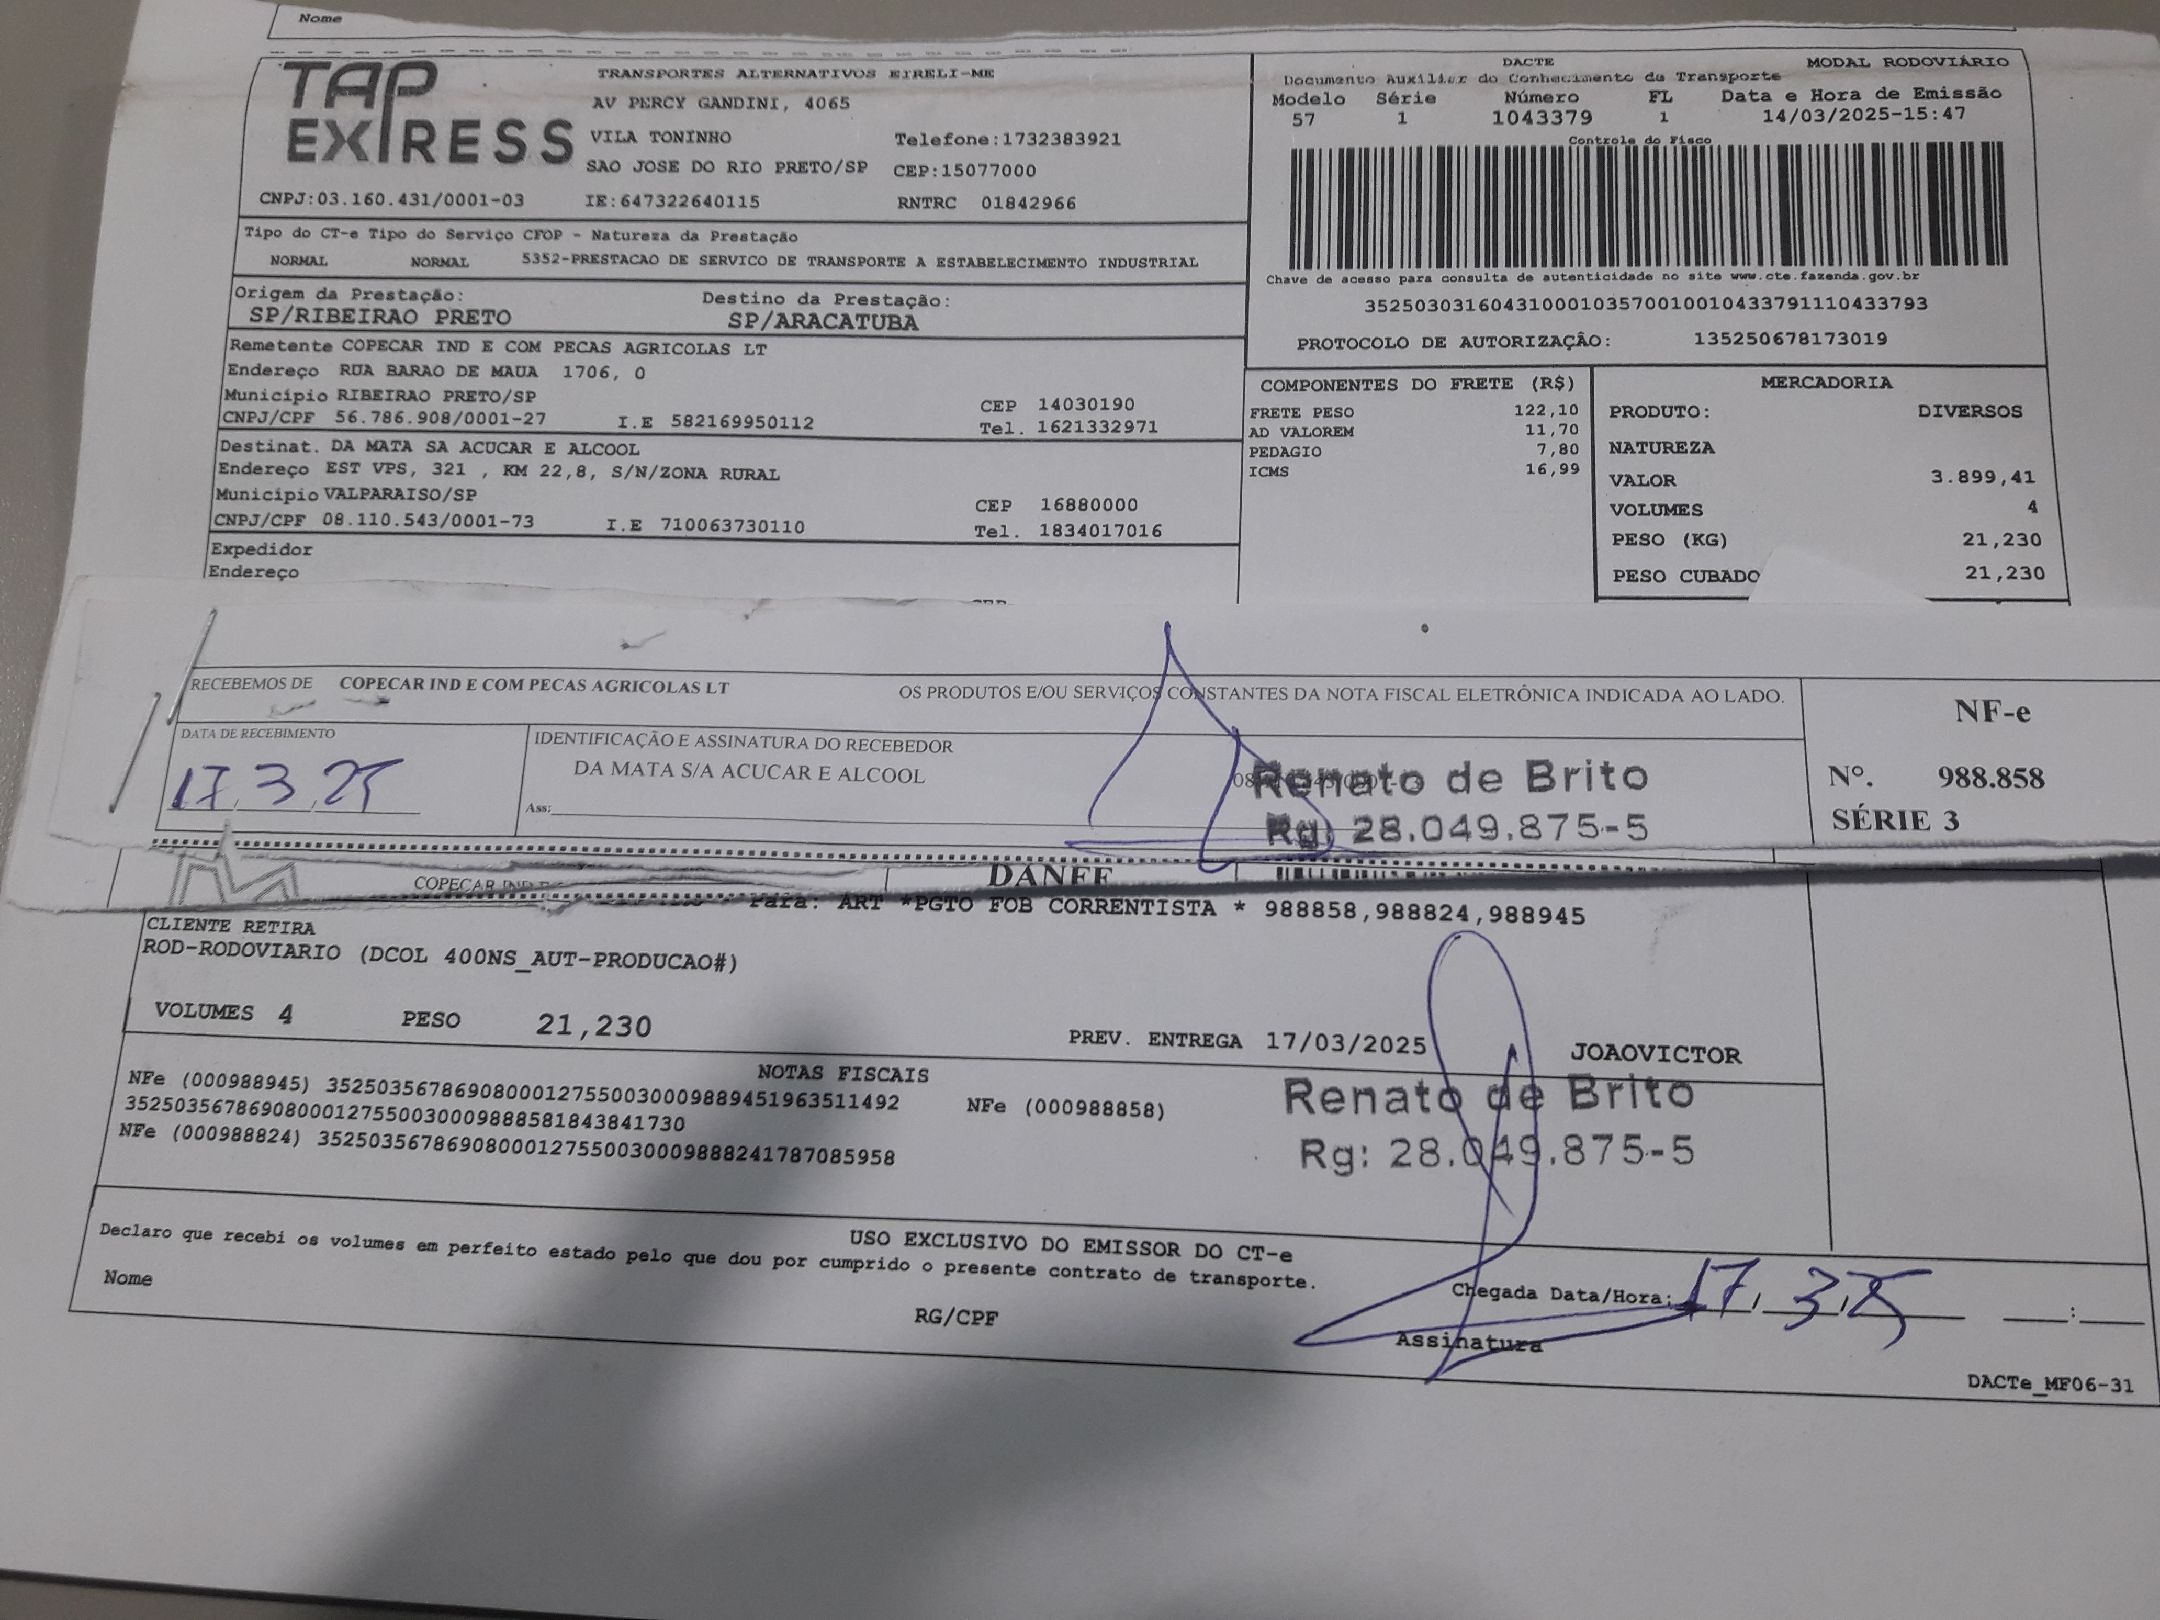 Nome
TAP EXPRESS
TRANSPORTES ALTERNATIVOS EIRELI-ME
AV PERCY GANDINI, 4065
VILA TONINHO Telefone:1732383921
SAO JOSE DO RIO PRETO/SP CEP:15077000
CNPJ:03.160.431/0001-03 IE:647322640115 RNTRC 01842966
DACTE MODAL RODOVIÁRIO
Documento Auxiliar do Conhecimento de Transporte
Modelo Série Número FL Data e Hora de Emissão
57 1 1043379 1 14/03/2025-15:47
Controle do Fisco
Chave de acesso para consulta de autenticidade no site www.cte.fazenda.gov.br
35250303160431000103570010010433791110433793
PROTOCOLO DE AUTORIZAÇÂO: 135250678173019
Tipo do CT-e Tipo do Serviço CFOP - Natureza da Prestação
NORMAL NORMAL 5352-PRESTACAO DE SERVICO DE TRANSPORTE A ESTABELECIMENTO INDUSTRIAL
Origem da Prestação: Destino da Prestação:
SP/RIBEIRAO PRETO SP/ARACATUBA
Remetente COPECAR IND E COM PECAS AGRICOLAS LT
Endereço RUA BARAO DE MAUA 1706, 0
Município RIBEIRAO PRETO/SP CEP 14030190
CNPJ/CPF 56.786.908/0001-27 I.E 582169950112 Tel. 1621332971
Destinat. DA MATA SA ACUCAR E ALCOOL
Endereço EST VPS, 321 , KM 22,8, S/N/ZONA RURAL
Município VALPARAISO/SP CEP 16880000
CNPJ/CPF 08.110.543/0001-73 I.E 710063730110 Tel. 1834017016
Expedidor
Endereço
COMPONENTES DO FRETE (R$)
FRETE PESO 122,10
AD VALOREM 11,70
PEDAGIO 7,80
ICMS 16,99
MERCADORIA
PRODUTO: DIVERSOS
NATUREZA
VALOR 3.899,41
VOLUMES 4
PESO (KG) 21,230
PESO CUBADO 21,230
RECEBEMOS DE COPECAR IND E COM PECAS AGRICOLAS LT OS PRODUTOS E/OU SERVIÇOS CONSTANTES DA NOTA FISCAL ELETRÔNICA INDICADA AO LADO.
DATA DE RECEBIMENTO
17,3,25
IDENTIFICAÇÃO E ASSINATURA DO RECEBEDOR
DA MATA S/A ACUCAR E ALCOOL
Ass:
Renato de Brito
Rg: 28.049.875-5
NF-e
Nº. 988.858
SÉRIE 3
COPECAR IND E DANFE
Para: ART *PGTO FOB CORRENTISTA * 988858,988824,988945
CLIENTE RETIRA
ROD-RODOVIARIO (DCOL 400NS_AUT-PRODUCAO#)
VOLUMES 4 PESO 21,230 PREV. ENTREGA 17/03/2025 JOAOVICTOR
NOTAS FISCAIS
NFe (000988945) 35250356786908000127550030009889451963511492 NFe (000988858)
35250356786908000127550030009888581843841730
NFe (000988824) 35250356786908000127550030009888241787085958
Renato de Brito
Rg: 28.049.875-5
USO EXCLUSIVO DO EMISSOR DO CT-e
Declaro que recebi os volumes em perfeito estado pelo que dou por cumprido o presente contrato de transporte.
Nome RG/CPF Chegada Data/Hora: 17,3,25 :
Assinatura
DACTe_MF06-31